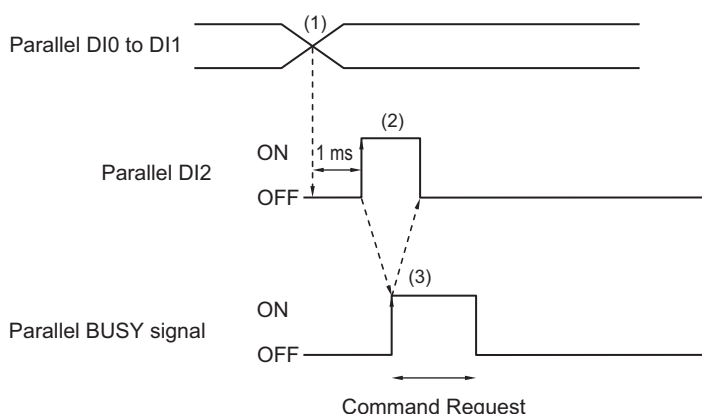 (1)
Parallel DI0 to DI1
(2)
ON
1 ms
Parallel DI2
OFF
(3)
ON
Parallel BUSY signal
OFF
Command Request